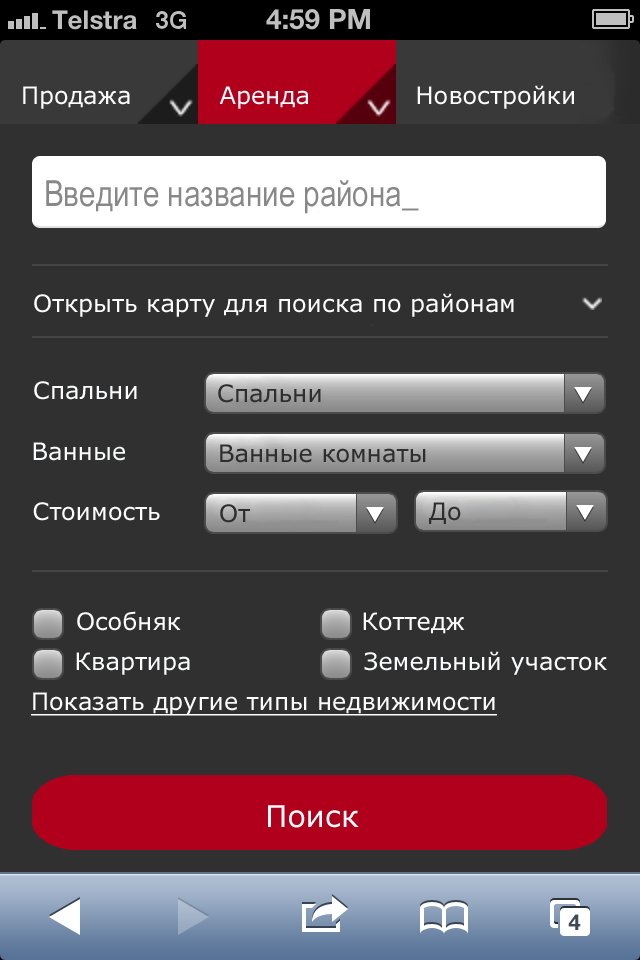 Telstra 3G 4:59 PM
Продажа Аренда Новостройки
Введите название района_
Открыть карту для поиска по районам
Спальни Спальни
Ванные Ванные комнаты
Стоимость От До
Особняк Коттедж
Квартира Земельный участок
Показать другие типы недвижимости
Поиск
4